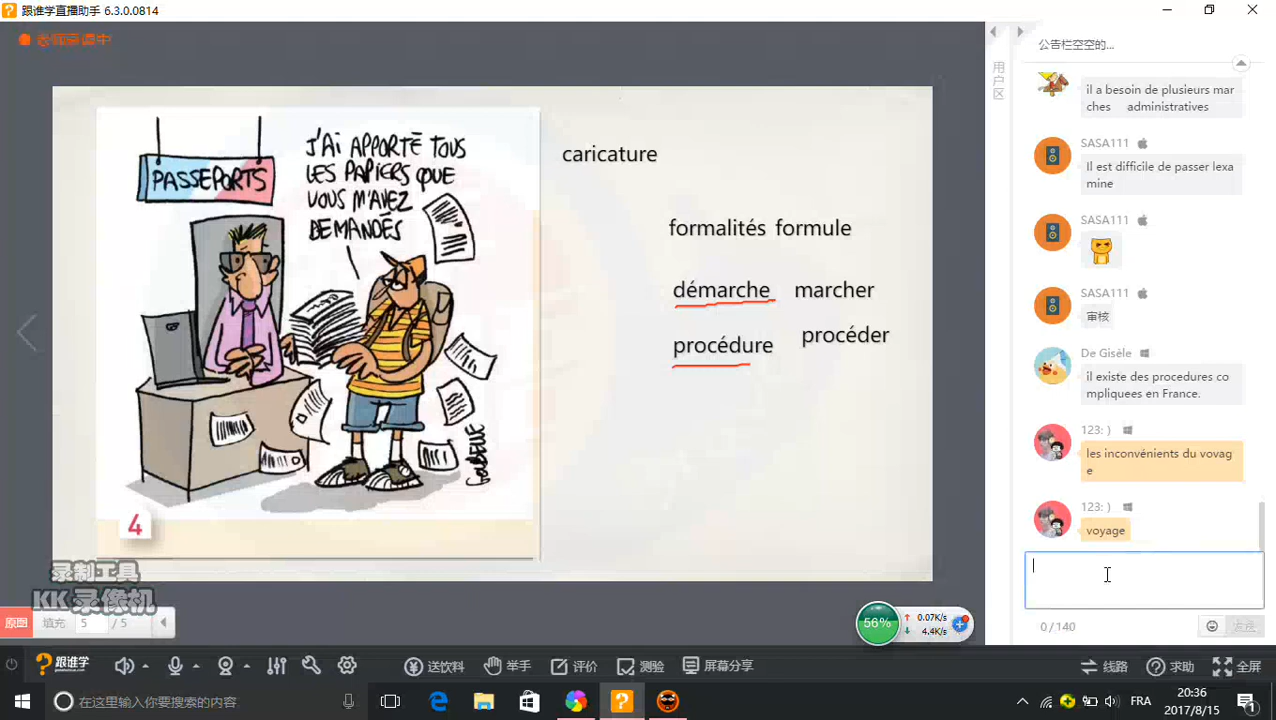 跟谁学直播助手 6.3.0.0814
公告栏空空的...
用户区
PASSEPORTS
J'AI APPORTÉ TOUS
LES PAPIERS QUE
VOUS M'AVEZ
DEMANDÉS
GOUBELLE
4
caricature
formalités formule
démarche marcher
procédure procéder
il a besoin de plusieurs mar
ches administratives
SASA111
Il est difficile de passer lexa
mine
SASA111
SASA111
审核
De Giséle
il existe des procedures co
mpliquees en France.
123: )
les inconvénients du vovag
e
123: )
voyage
0/140
录制工具
KK 录像机
原图 填充 5 / 5
56%
0.07K/s
4.4K/s
跟谁学
送饮料 举手 评价 测验 屏幕分享 线路 求助 全屏
在这里输入你要搜索的内容
FRA
20:36
2017/8/15
1